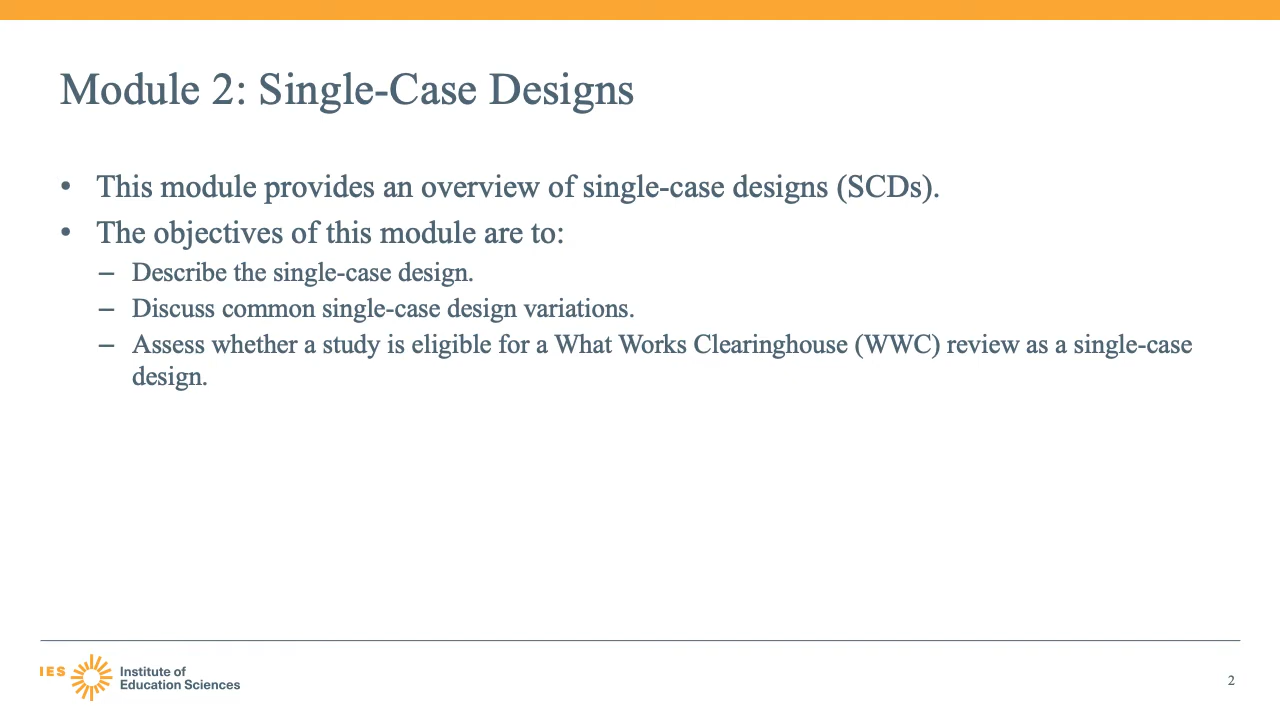 Module 2: Single-Case Designs
• This module provides an overview of single-case designs (SCDs).
• The objectives of this module are to:
– Describe the single-case design.
– Discuss common single-case design variations.
– Assess whether a study is eligible for a What Works Clearinghouse (WWC) review as a single-case
design.
IES
Institute of
Education Sciences
2